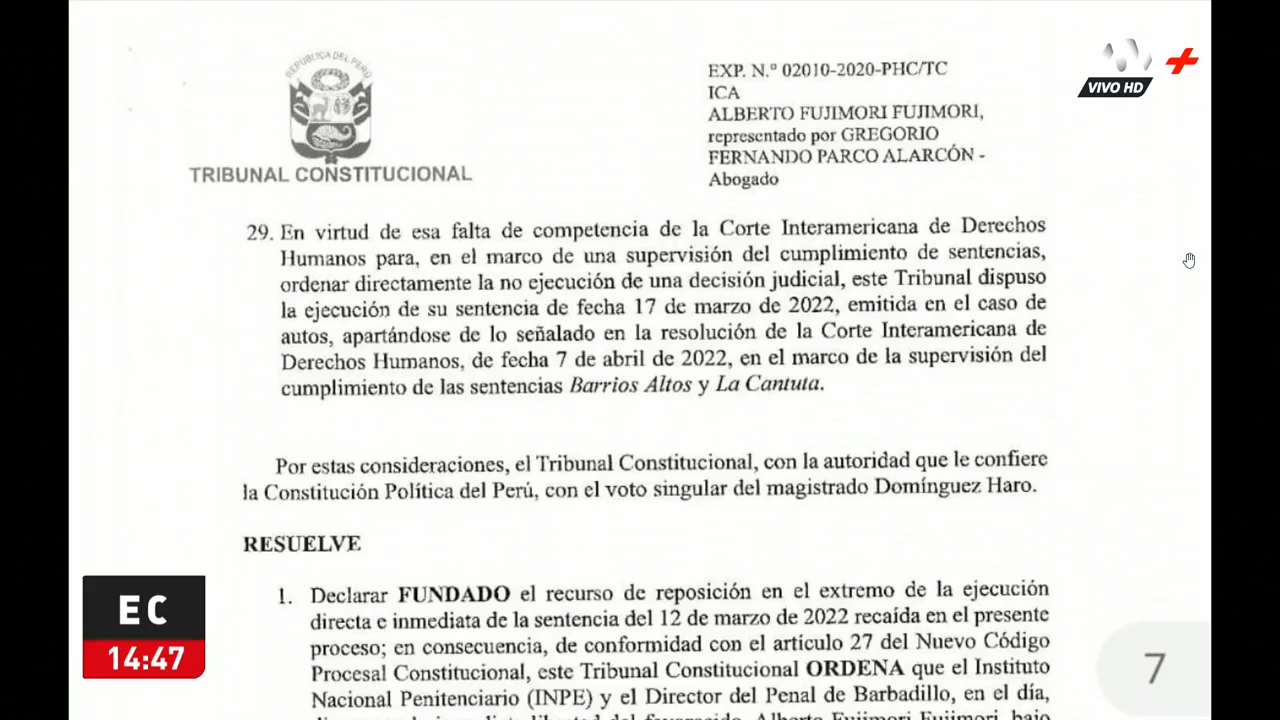 REPÚBLICA DEL PERÚ
TRIBUNAL CONSTITUCIONAL
EXP. N.º 02010-2020-PHC/TC
ICA
ALBERTO FUJIMORI FUJIMORI,
representado por GREGORIO
FERNANDO PARCO ALARCÓN -
Abogado
VIVO HD
29. En virtud de esa falta de competencia de la Corte Interamericana de Derechos
Humanos para, en el marco de una supervisión del cumplimiento de sentencias,
ordenar directamente la no ejecución de una decisión judicial, este Tribunal dispuso
la ejecución de su sentencia de fecha 17 de marzo de 2022, emitida en el caso de
autos, apartándose de lo señalado en la resolución de la Corte Interamericana de
Derechos Humanos, de fecha 7 de abril de 2022, en el marco de la supervisión del
cumplimiento de las sentencias Barrios Altos y La Cantuta.
Por estas consideraciones, el Tribunal Constitucional, con la autoridad que le confiere
la Constitución Política del Perú, con el voto singular del magistrado Domínguez Haro.
RESUELVE
1. Declarar FUNDADO el recurso de reposición en el extremo de la ejecución
directa e inmediata de la sentencia del 12 de marzo de 2022 recaída en el presente
proceso; en consecuencia, de conformidad con el artículo 27 del Nuevo Código
Procesal Constitucional, este Tribunal Constitucional ORDENA que el Instituto
Nacional Penitenciario (INPE) y el Director del Penal de Barbadillo, en el día,
libertad del favorecido, Alberto Fujimori Fujimori, bajo
EC
14:47
7